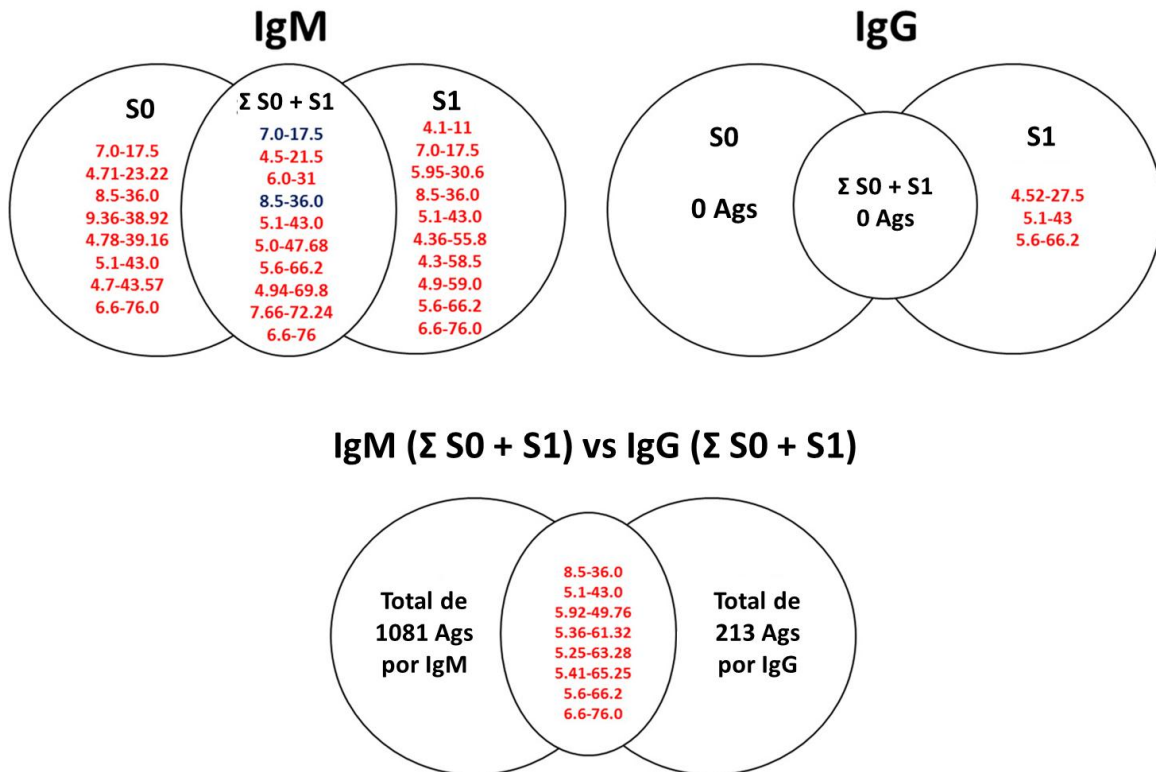 IgM
S0
7.0-17.5
4.71-23.22
8.5-36.0
9.36-38.92
4.78-39.16
5.1-43.0
4.7-43.57
6.6-76.0
Σ S0 + S1
7.0-17.5
4.5-21.5
6.0-31
8.5-36.0
5.1-43.0
5.0-47.68
5.6-66.2
4.94-69.8
7.66-72.24
6.6-76
S1
4.1-11
7.0-17.5
5.95-30.6
8.5-36.0
5.1-43.0
4.36-55.8
4.3-58.5
4.9-59.0
5.6-66.2
6.6-76.0
IgG
S0
0 Ags
Σ S0 + S1
0 Ags
S1
4.52-27.5
5.1-43
5.6-66.2
IgM (Σ S0 + S1) vs IgG (Σ S0 + S1)
Total de
1081 Ags
por IgM
8.5-36.0
5.1-43.0
5.92-49.76
5.36-61.32
5.25-63.28
5.41-65.25
5.6-66.2
6.6-76.0
Total de
213 Ags
por IgG